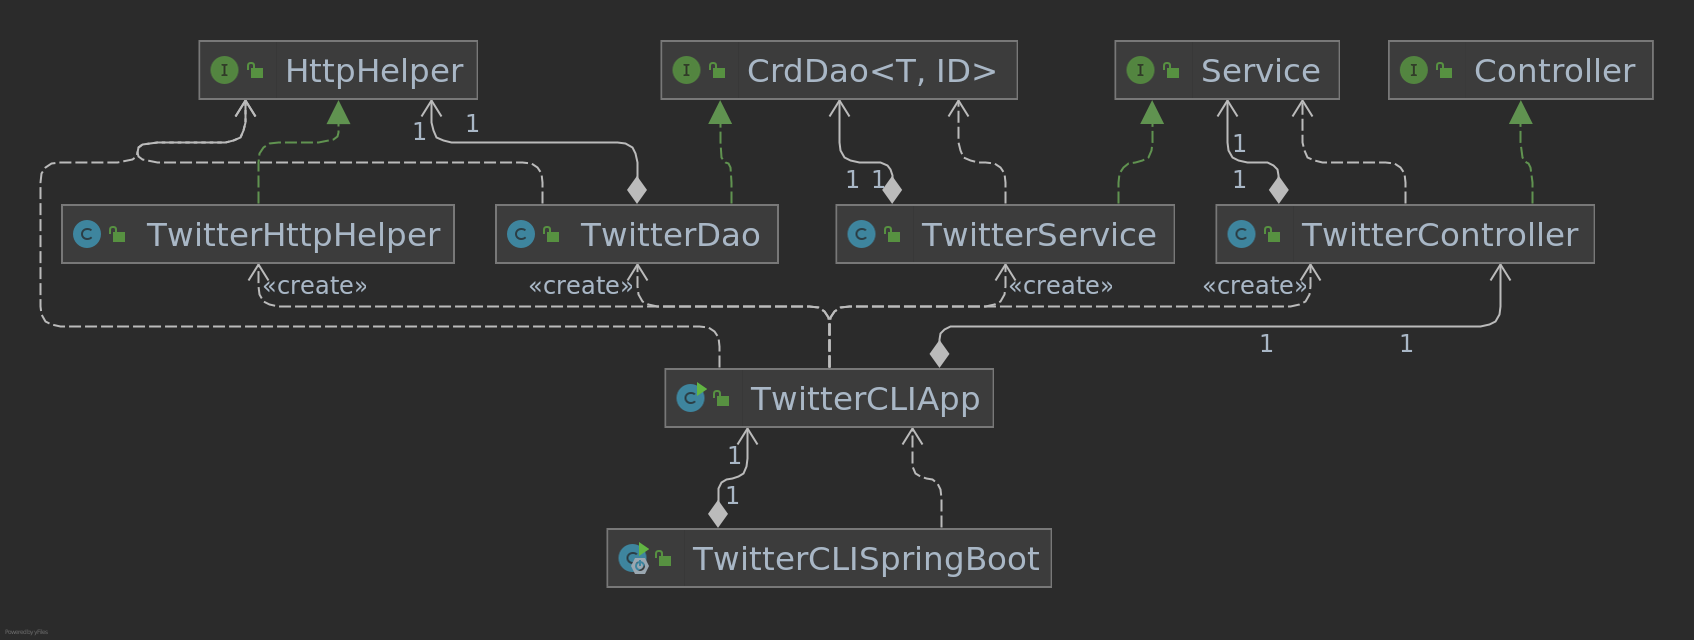 I HttpHelper
I CrdDao<T, ID>
I Service
I Controller
1 1
1
1 1
1
C TwitterHttpHelper
C TwitterDao
C TwitterService
C TwitterController
«create»
«create»
«create»
«create»
1 1
C TwitterCLIApp
1
1
C TwitterCLISpringBoot
Powered by yFiles